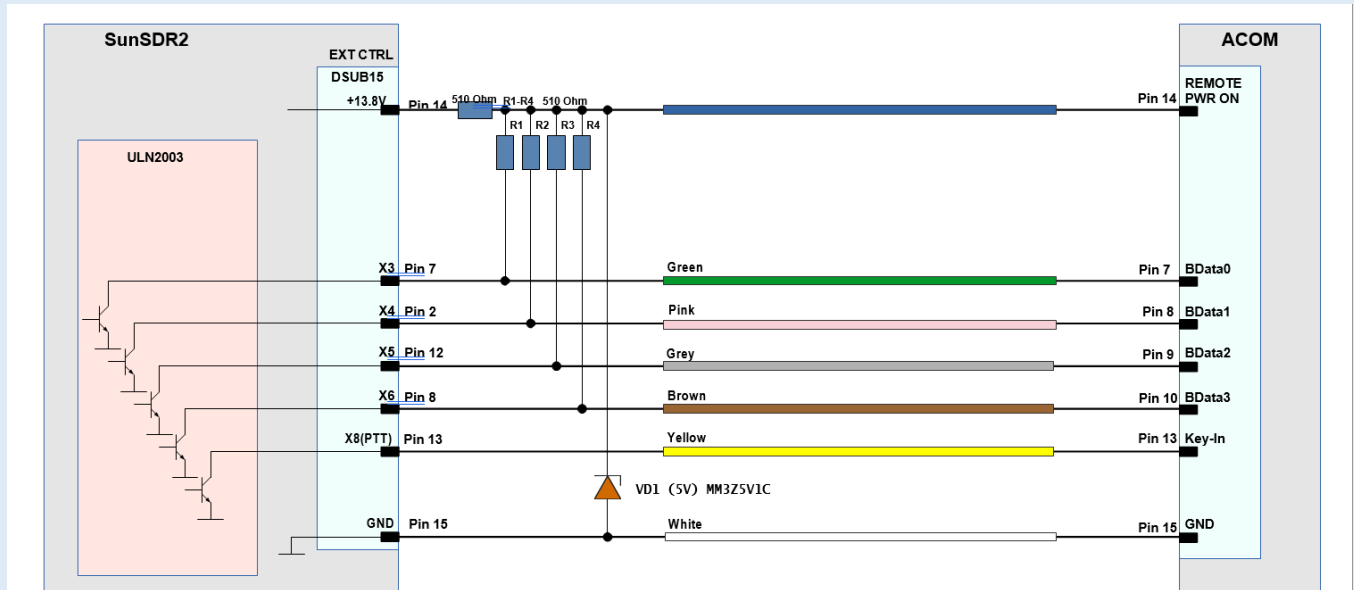 SunSDR2
ACOM
EXT CTRL
DSUB15
+13.8V
Pin 14
510 Ohm
R1-R4
510 Ohm
Pin 14
REMOTE
PWR ON
R1
R2
R3
R4
ULN2003
X3
Pin 7
Green
Pin 7
BData0
X4
Pin 2
Pink
Pin 8
BData1
X5
Pin 12
Grey
Pin 9
BData2
X6
Pin 8
Brown
Pin 10
BData3
X8(PTT)
Pin 13
Yellow
Pin 13
Key-In
VD1 (5V) MM3Z5V1C
GND
Pin 15
White
Pin 15
GND